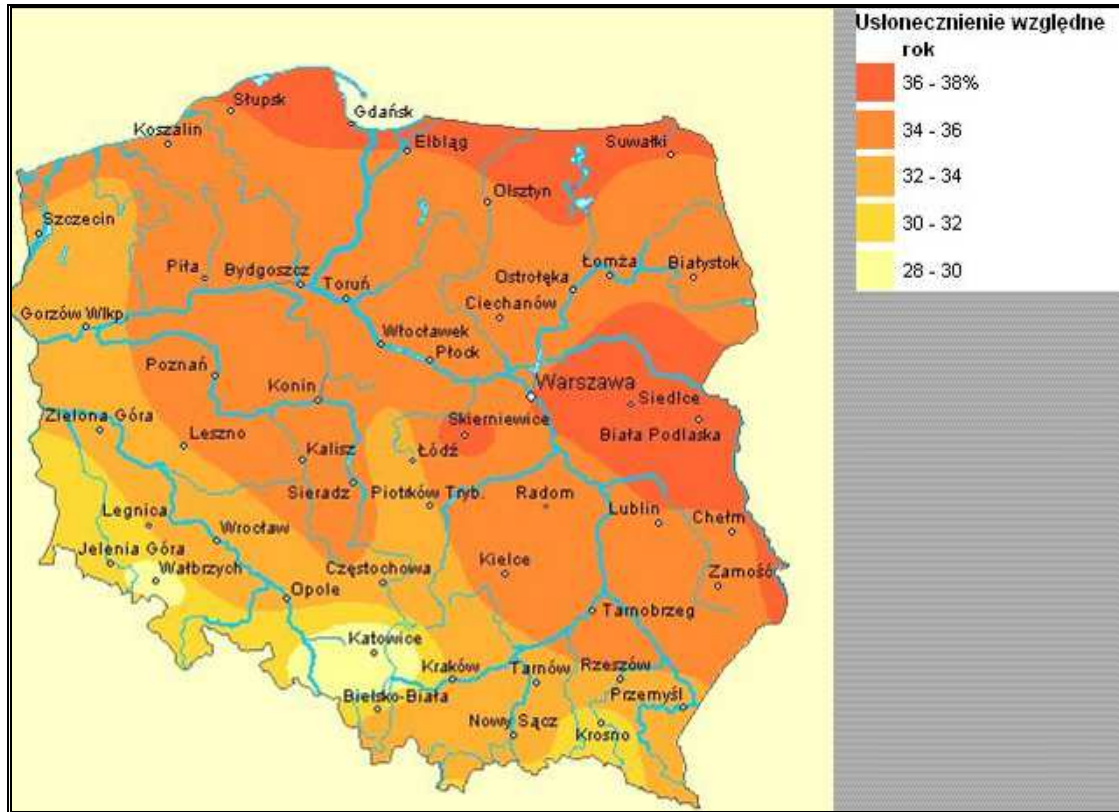 Usłonecznienie względne
rok
36 - 38%
34 - 36
32 - 34
30 - 32
28 - 30
Słupsk
Gdańsk
Koszalin
Elbląg
Suwałki
Olsztyn
Szczecin
Piła
Bydgoszcz
Toruń
Ostrołęka
Łomża
Białystok
Ciechanów
Gorzów Wlkp.
Włocławek
Płock
Poznań
Konin
Warszawa
Siedlce
Zielona Góra
Leszno
Skierniewice
Biała Podlaska
Kalisz
Łódź
Sieradz
Piotrków Tryb.
Radom
Lublin
Chełm
Legnica
Wrocław
Jelenia Góra
Wałbrzych
Częstochowa
Kielce
Zamość
Opole
Tarnobrzeg
Katowice
Kraków
Tarnów
Rzeszów
Bielsko-Biała
Przemyśl
Nowy Sącz
Krosno